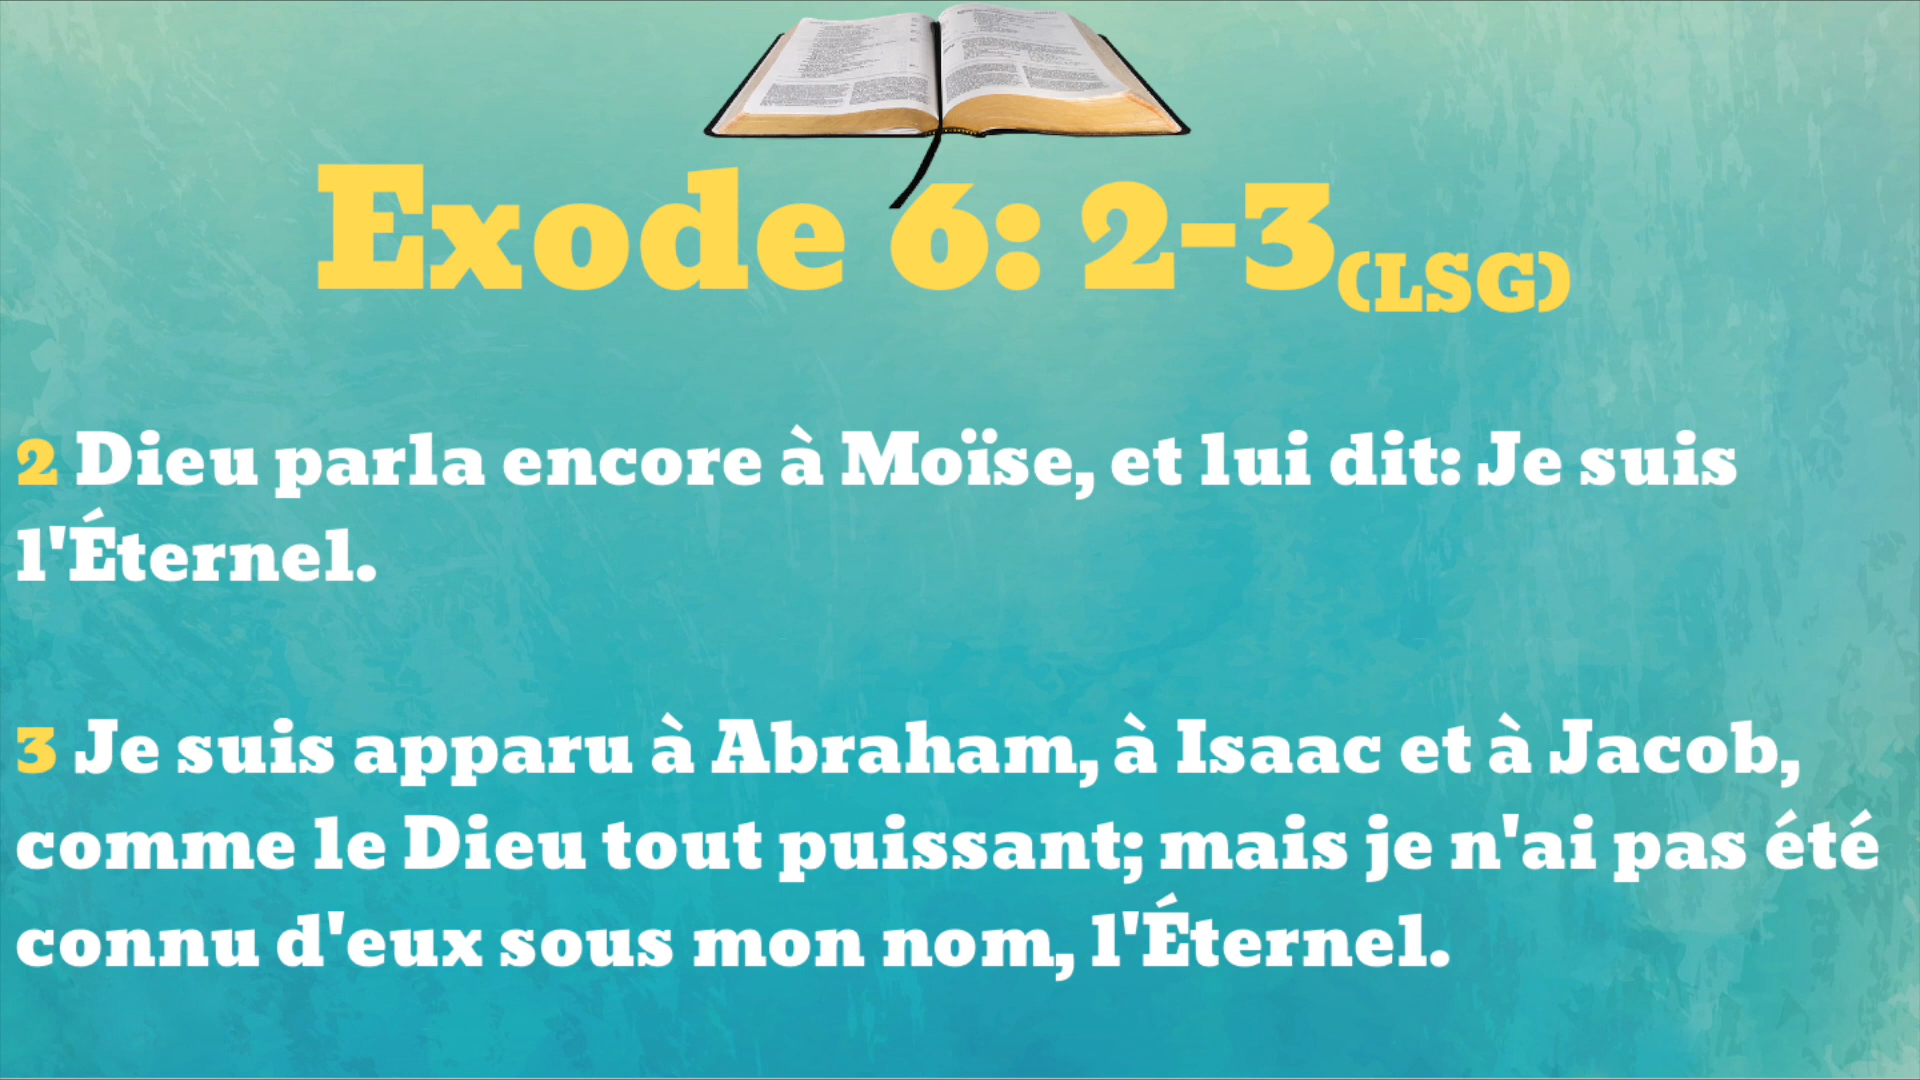 Exode 6: 2-3(LSG)
2 Dieu parla encore à Moïse, et lui dit: Je suis
l'Éternel.
3 Je suis apparu à Abraham, à Isaac et à Jacob,
comme le Dieu tout puissant; mais je n'ai pas été
connu d'eux sous mon nom, l'Éternel.